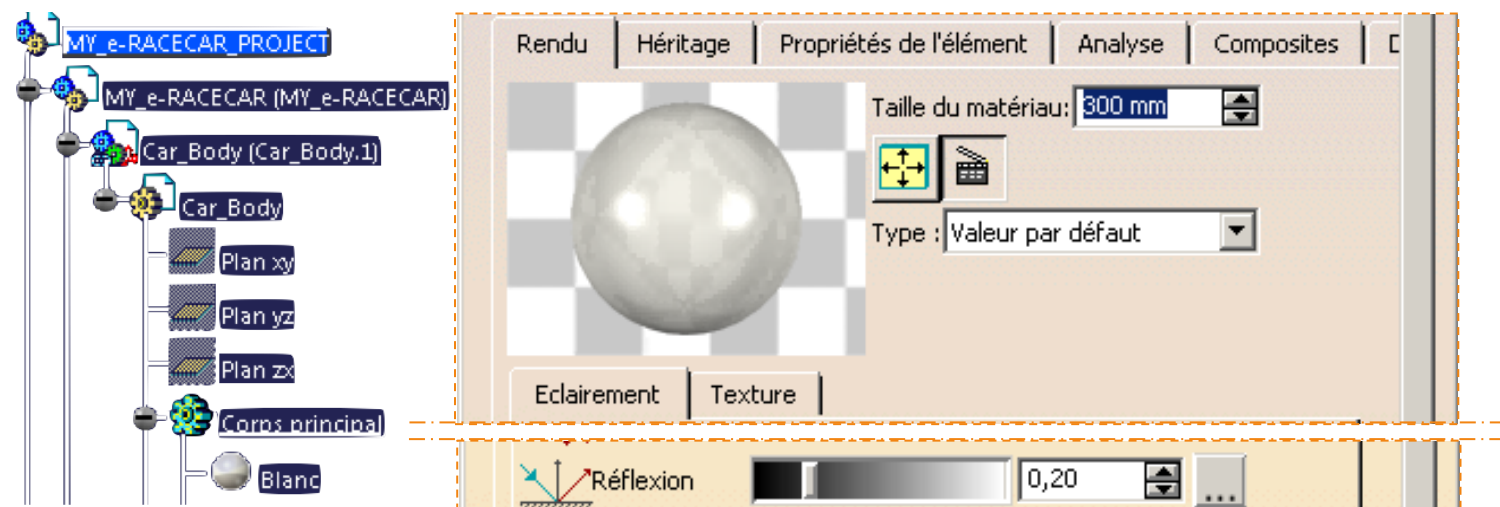 MY_e-RACECAR_PROJECT
MY_e-RACECAR (MY_e-RACECAR)
Car_Body (Car_Body.1)
Car_Body
Plan xy
Plan yz
Plan zx
Corps principal
Blanc
Rendu Héritage Propriétés de l'élément Analyse Composites
Taille du matériau: 300 mm
Type : Valeur par défaut
Eclairement Texture
Réflexion 0,20 ...